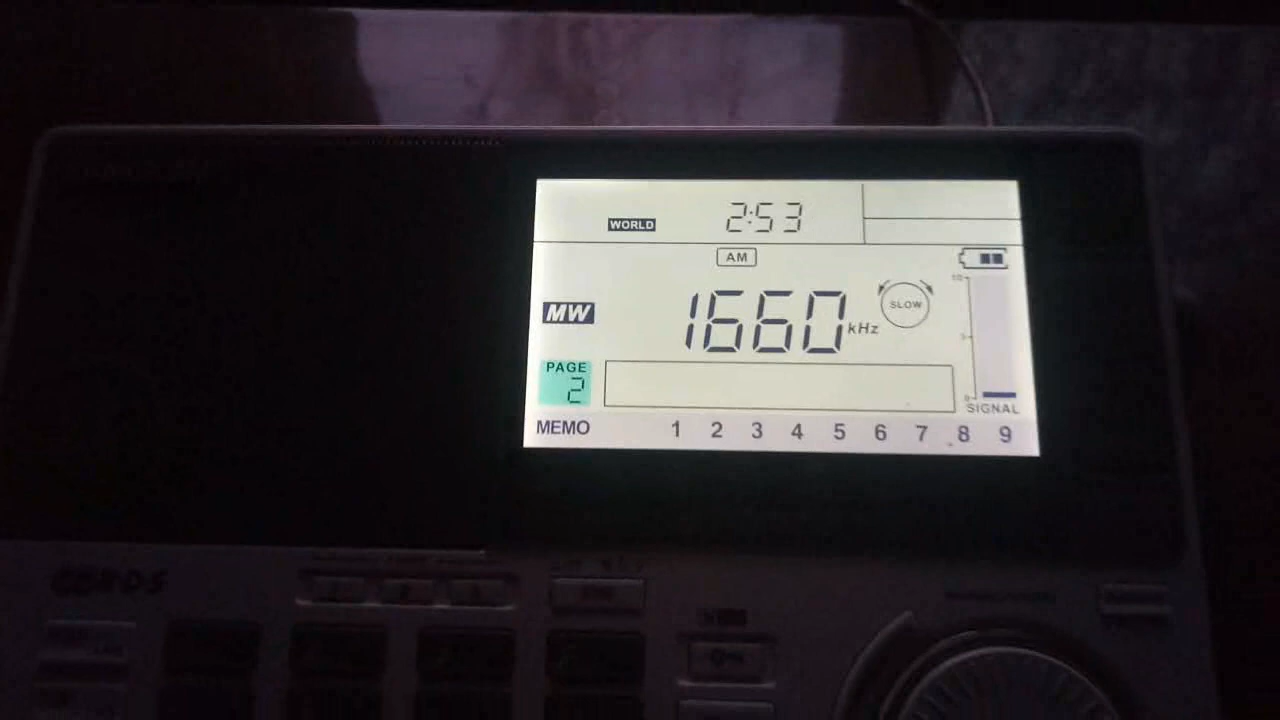 WORLD 2:53
AM
10
MW 1660 kHz SLOW
PAGE
2
0
SIGNAL
MEMO 1 2 3 4 5 6 7 8 9
RDS